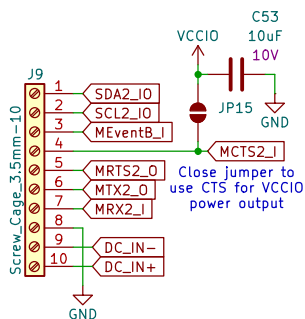 C53
10uF
10V
VCCIO
GND
JP15
J9
Screw_Cage_3.5mm-10
1 SDA2_IO
2 SCL2_IO
3 MEventB_I
4 MCTS2_I
5 MRTS2_O
6 MTX2_O
7 MRX2_I
8
9 DC_IN-
10 DC_IN+
Close jumper to
use CTS for VCCIO
power output
GND